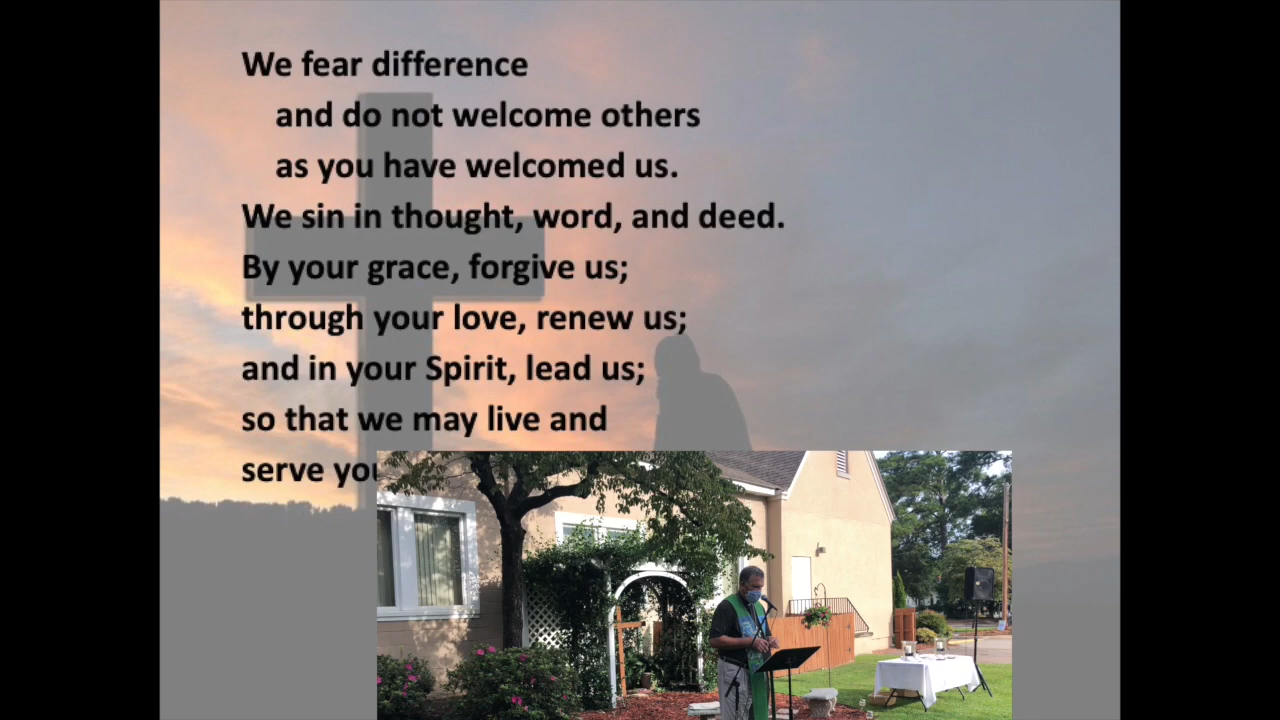 We fear difference
and do not welcome others
as you have welcomed us.
We sin in thought, word, and deed.
By your grace, forgive us;
through your love, renew us;
and in your Spirit, lead us;
so that we may live and
serve you